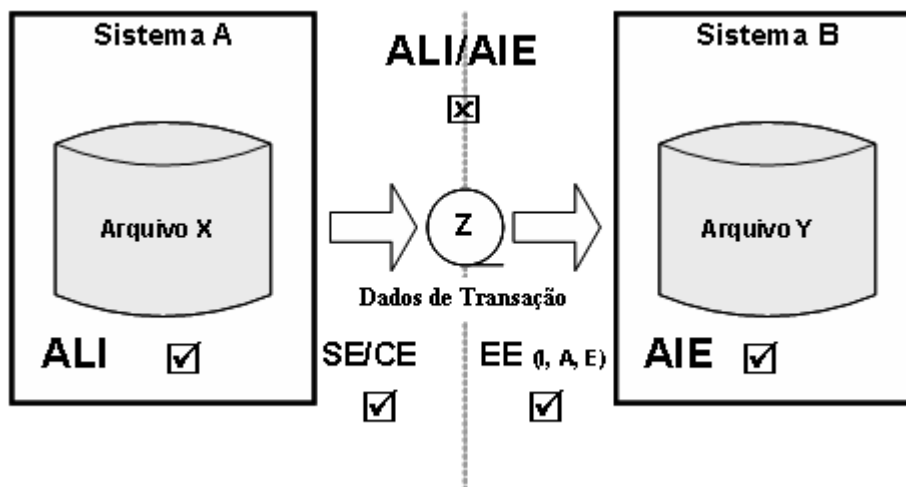 Sistema A
ALI/AIE
Sistema B
Arquivo X
Z
Arquivo Y
Dados de Transação
ALI
SE/CE
EE (I, A, E)
AIE